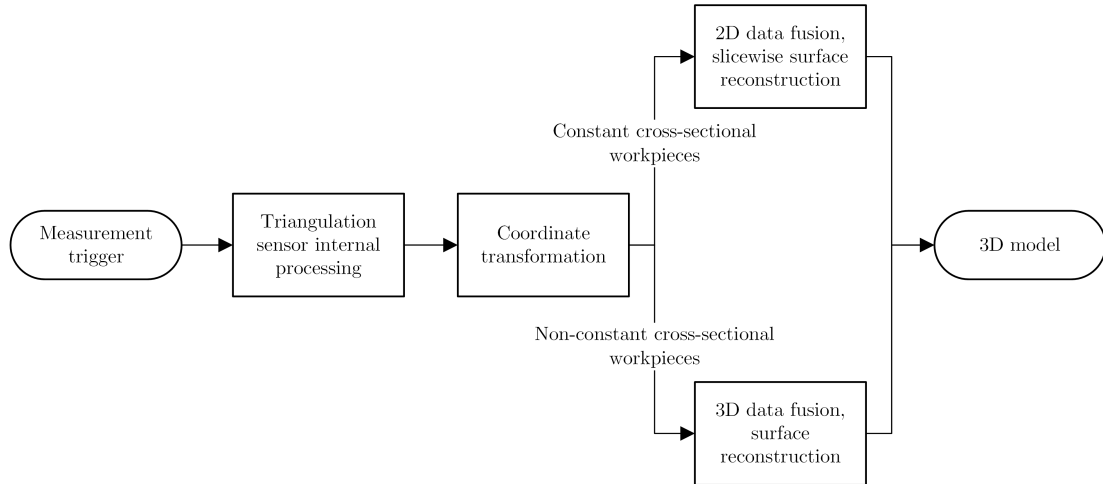 2D data fusion,
slicewise surface
reconstruction
Constant cross-sectional
workpieces
Measurement
trigger
Triangulation
sensor internal
processing
Coordinate
transformation
3D model
Non-constant cross-sectional
workpieces
3D data fusion,
surface
reconstruction